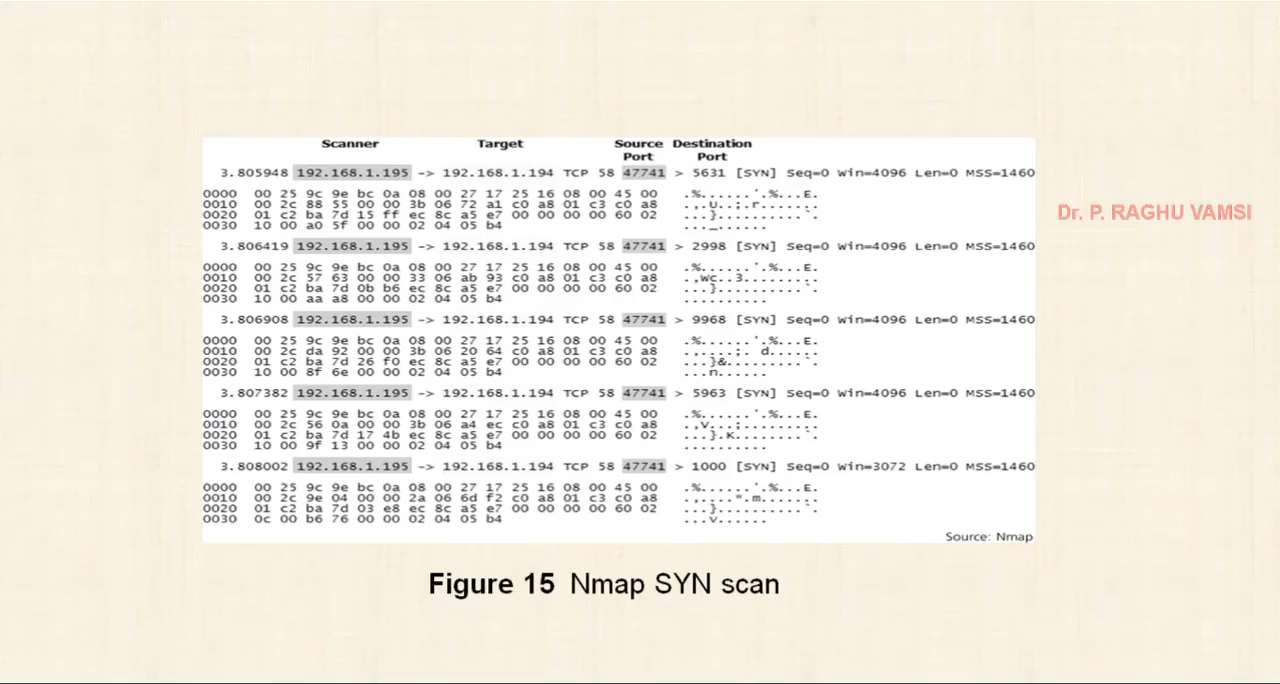 Scanner Target Source Destination
Port Port
3.805948 192.168.1.195 -> 192.168.1.194 TCP 58 47741 > 5631 [SYN] Seq=0 Win=4096 Len=0 MSS=1460
0000 00 25 9c 9e bc 0a 08 00 27 17 25 16 08 00 45 00 .%......'.%...E.
0010 00 2c 88 55 00 00 3b 06 72 a1 c0 a8 01 c3 c0 a8 .,.U..;.r.......
0020 01 c2 ba 7d 15 ff ec 8c a5 e7 00 00 00 00 60 02 ...}..........`.
0030 10 00 a0 5f 00 00 02 04 05 b4 ..._......
3.806419 192.168.1.195 -> 192.168.1.194 TCP 58 47741 > 2998 [SYN] Seq=0 Win=4096 Len=0 MSS=1460
0000 00 25 9c 9e bc 0a 08 00 27 17 25 16 08 00 45 00 .%......'.%...E.
0010 00 2c 57 63 00 00 33 06 ab 93 c0 a8 01 c3 c0 a8 .,Wc..3.........
0020 01 c2 ba 7d 0b b6 ec 8c a5 e7 00 00 00 00 60 02 ...}..........`.
0030 10 00 aa a8 00 00 02 04 05 b4 ..........
3.806908 192.168.1.195 -> 192.168.1.194 TCP 58 47741 > 9968 [SYN] Seq=0 Win=4096 Len=0 MSS=1460
0000 00 25 9c 9e bc 0a 08 00 27 17 25 16 08 00 45 00 .%......'.%...E.
0010 00 2c da 92 00 00 3b 06 20 64 c0 a8 01 c3 c0 a8 .,....;. d......
0020 01 c2 ba 7d 26 f0 ec 8c a5 e7 00 00 00 00 60 02 ...}&.........`.
0030 10 00 8f 6e 00 00 02 04 05 b4 ...n......
3.807382 192.168.1.195 -> 192.168.1.194 TCP 58 47741 > 5963 [SYN] Seq=0 Win=4096 Len=0 MSS=1460
0000 00 25 9c 9e bc 0a 08 00 27 17 25 16 08 00 45 00 .%......'.%...E.
0010 00 2c 56 0a 00 00 3b 06 a4 ec c0 a8 01 c3 c0 a8 .,V...;.........
0020 01 c2 ba 7d 17 4b ec 8c a5 e7 00 00 00 00 60 02 ...}.K........`.
0030 10 00 9f 13 00 00 02 04 05 b4 ..........
3.808002 192.168.1.195 -> 192.168.1.194 TCP 58 47741 > 1000 [SYN] Seq=0 Win=3072 Len=0 MSS=1460
0000 00 25 9c 9e bc 0a 08 00 27 17 25 16 08 00 45 00 .%......'.%...E.
0010 00 2c 9e 04 00 00 2a 06 6d f2 c0 a8 01 c3 c0 a8 .,....*.m.......
0020 01 c2 ba 7d 03 e8 ec 8c a5 e7 00 00 00 00 60 02 ...}..........`.
0030 0c 00 b6 76 00 00 02 04 05 b4 ...v......
Source: Nmap
Dr. P. RAGHU VAMSI
Figure 15 Nmap SYN scan